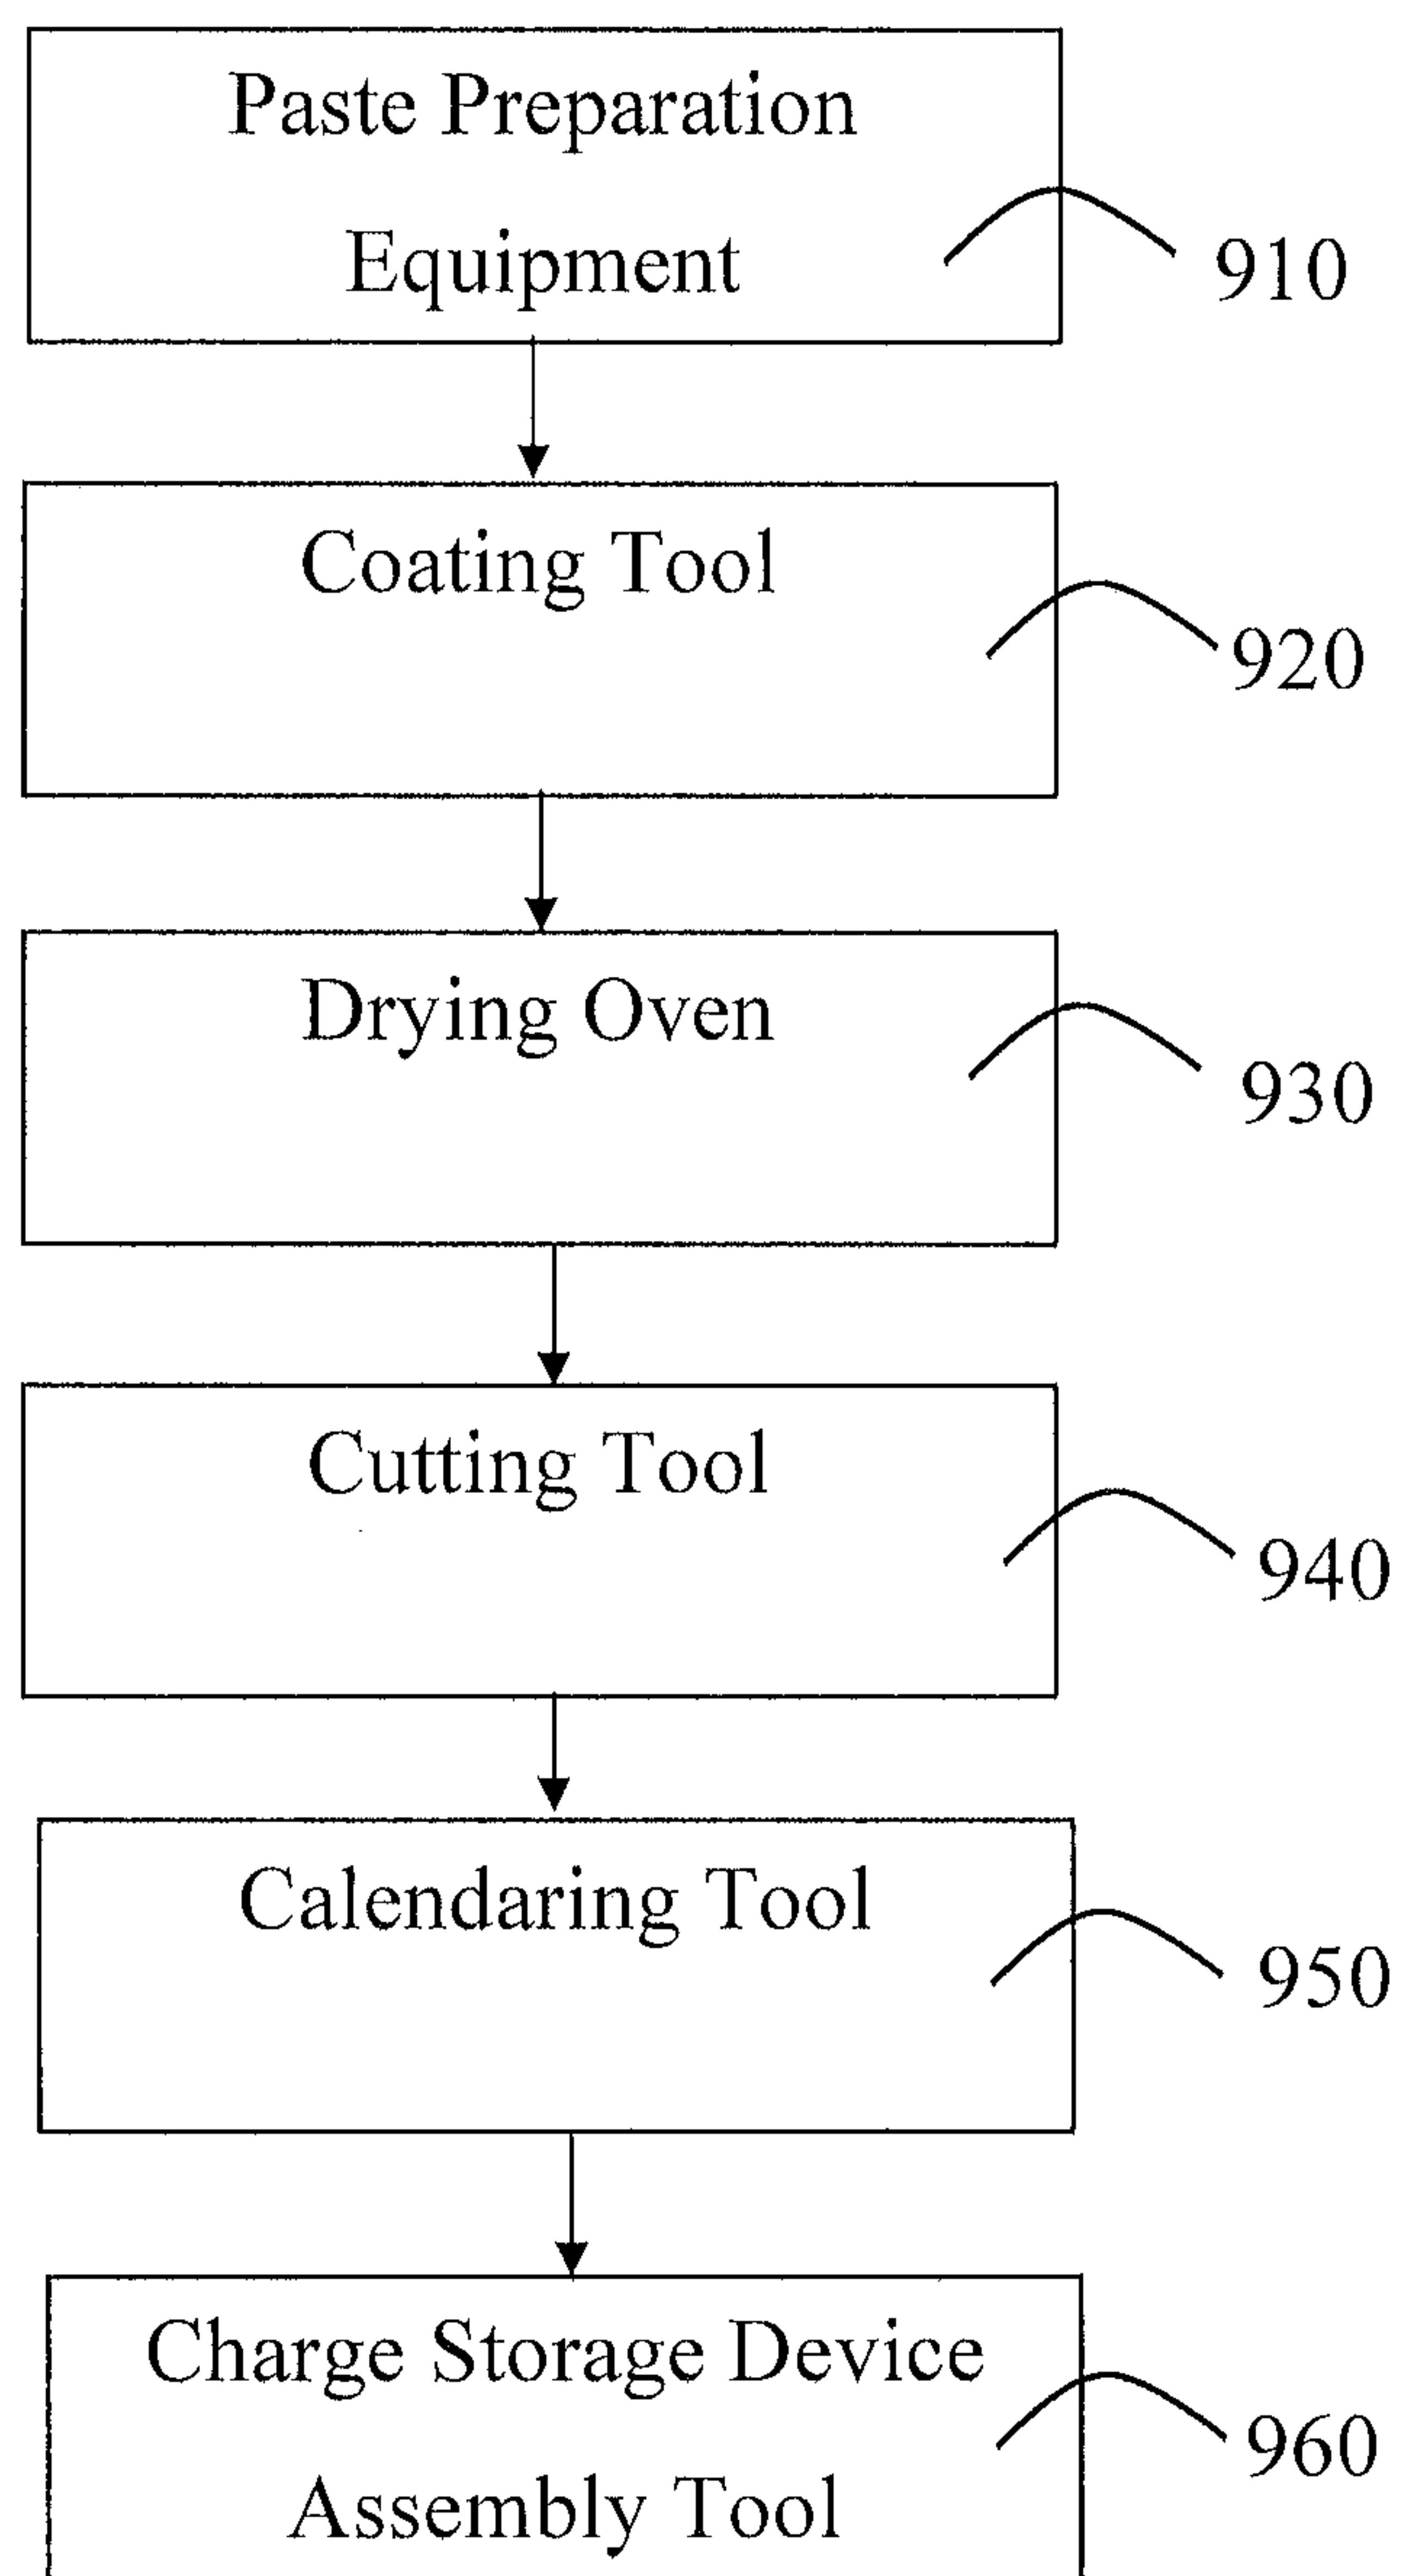 Paste Preparation
Equipment
910
Coating Tool
920
Drying Oven
930
Cutting Tool
940
Calendaring Tool
950
Charge Storage Device
Assembly Tool
960